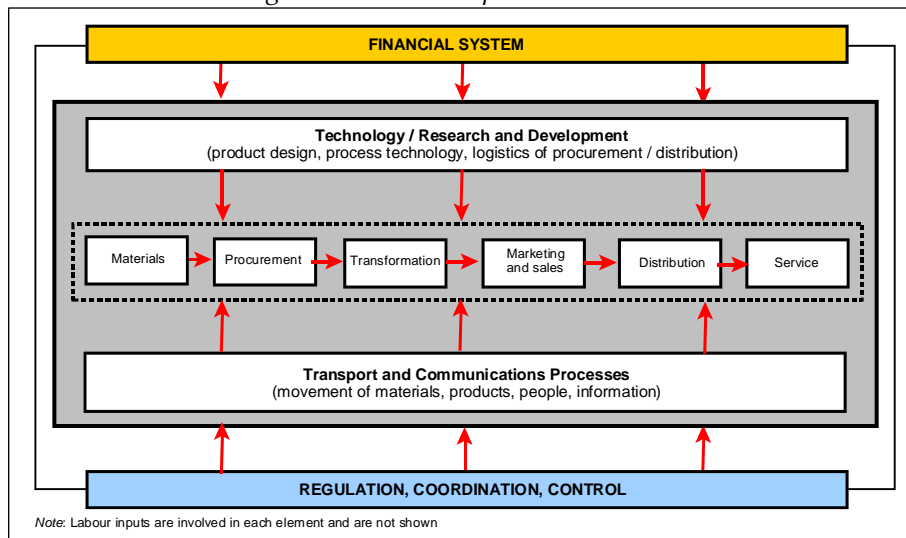 FINANCIAL SYSTEM
Technology / Research and Development
(product design, process technology, logistics of procurement / distribution)
Materials
Procurement
Transformation
Marketing
and sales
Distribution
Service
Transport and Communications Processes
(movement of materials, products, people, information)
REGULATION, COORDINATION, CONTROL
Note: Labour inputs are involved in each element and are not shown